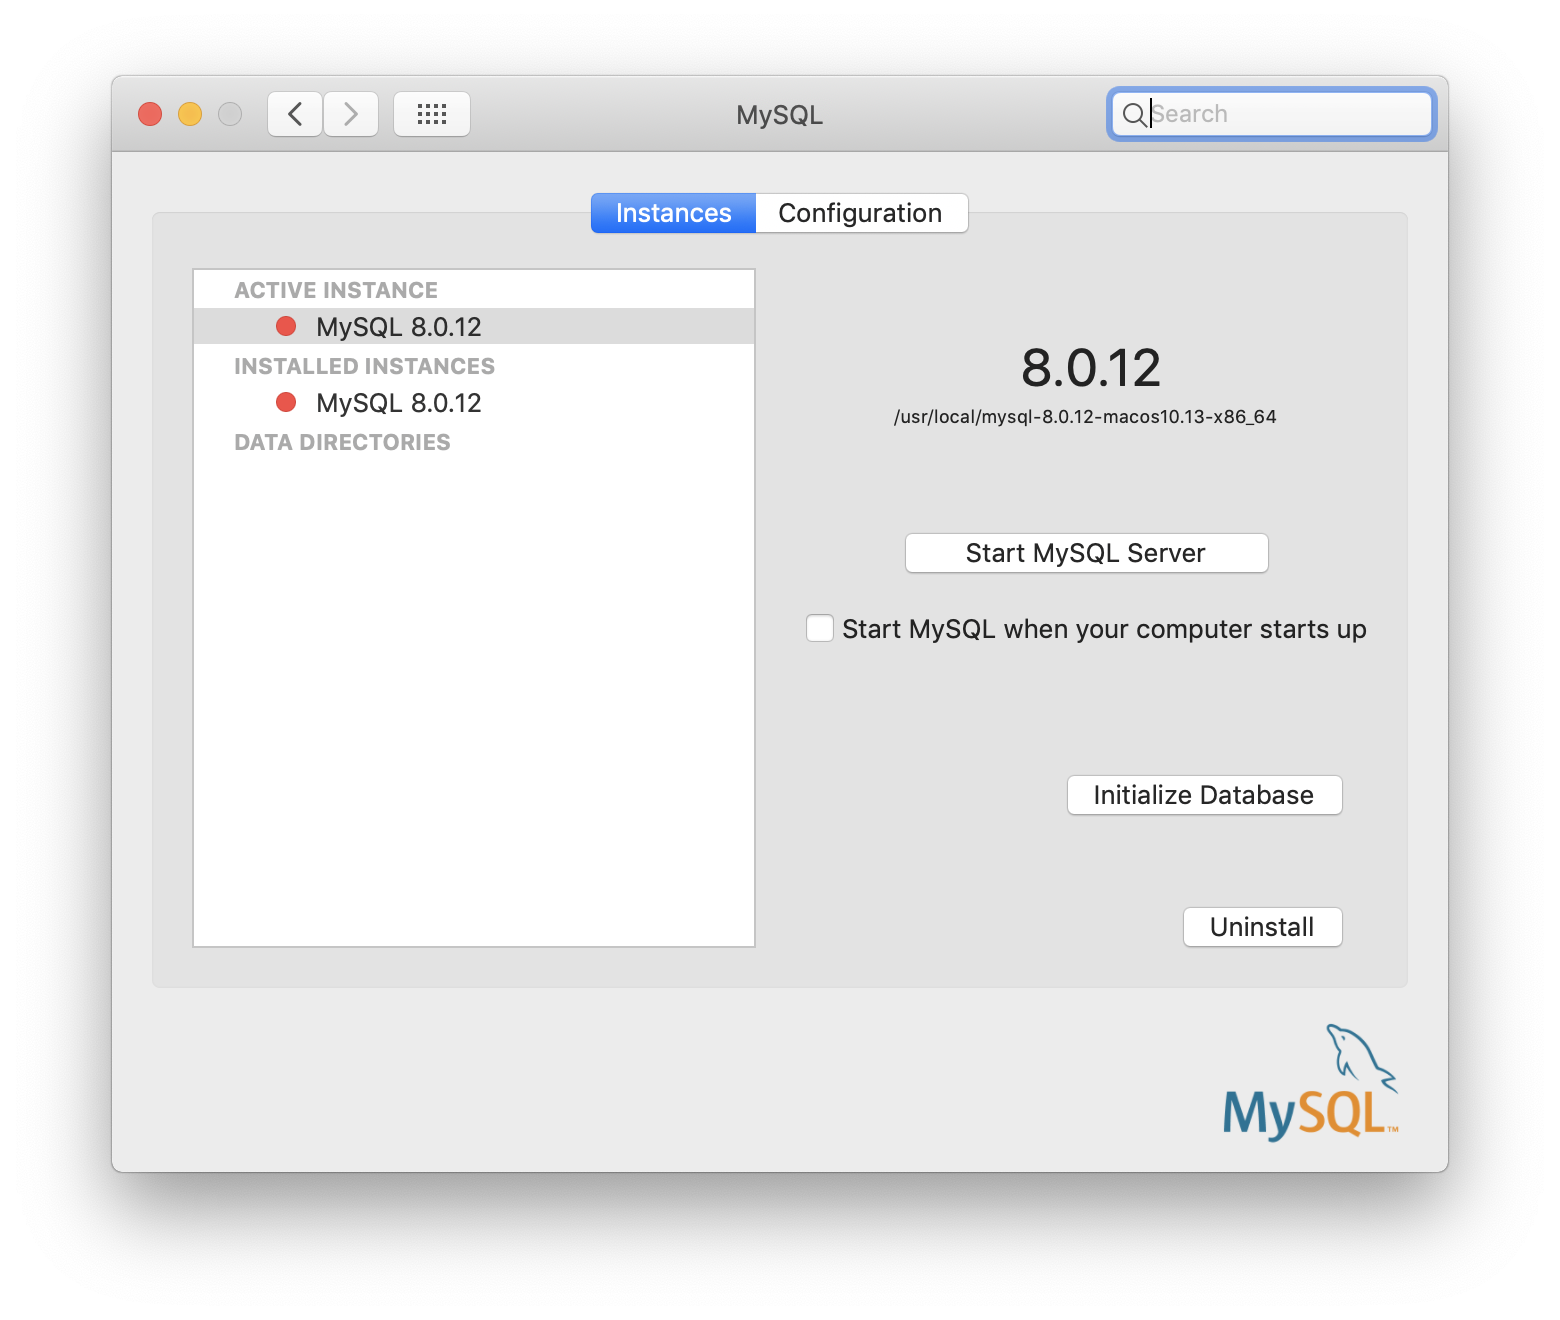 MySQL
Search
Instances
Configuration
ACTIVE INSTANCE
MySQL 8.0.12
INSTALLED INSTANCES
MySQL 8.0.12
DATA DIRECTORIES
8.0.12
/usr/local/mysql-8.0.12-macos10.13-x86_64
Start MySQL Server
Start MySQL when your computer starts up
Initialize Database
Uninstall
MySQL™